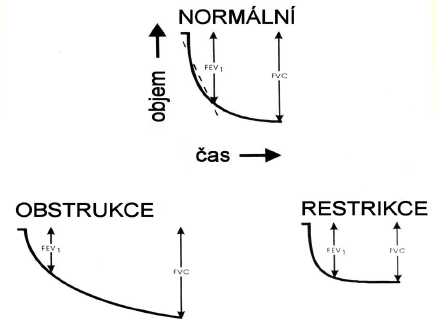 NORMÁLNÍ
objem
FEV1
FVC
čas
OBSTRUKCE
FEV1
FVC
RESTRIKCE
FEV1
FVC